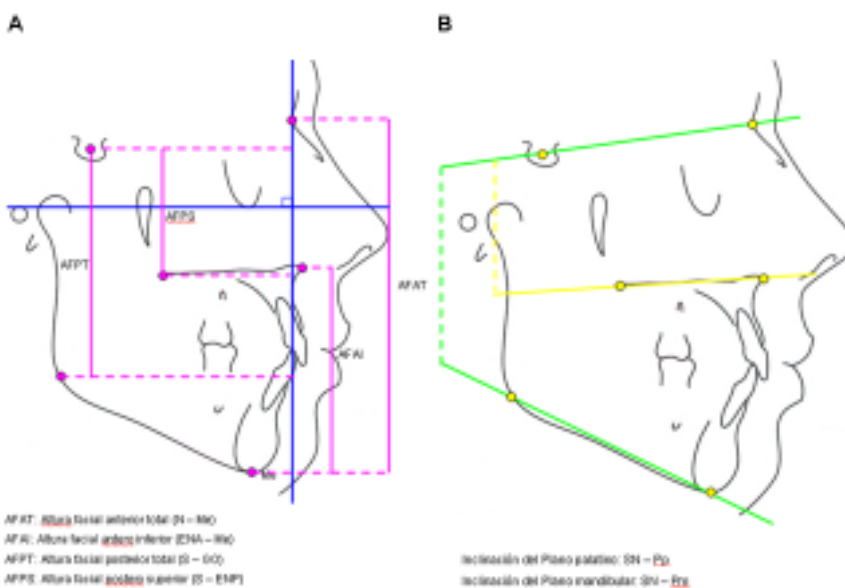 A
B
AFPS
AFPT
AFAT
AFAI
Me
AFAT: Altura facial anterior total (N – Me)
AFAI: Altura facial antero inferior (ENA – Me)
AFPT: Altura facial posterior total (S – GO)
AFPS: Altura facial postero superior (S – ENP)
Inclinación del Plano palatino: SN – Pp
Inclinación del Plano mandibular: SN – Pm